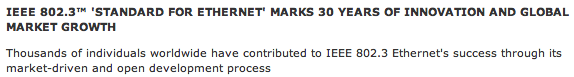 IEEE 802.3™ 'STANDARD FOR ETHERNET' MARKS 30 YEARS OF INNOVATION AND GLOBAL
MARKET GROWTH
Thousands of individuals worldwide have contributed to IEEE 802.3 Ethernet's success through its
market-driven and open development process